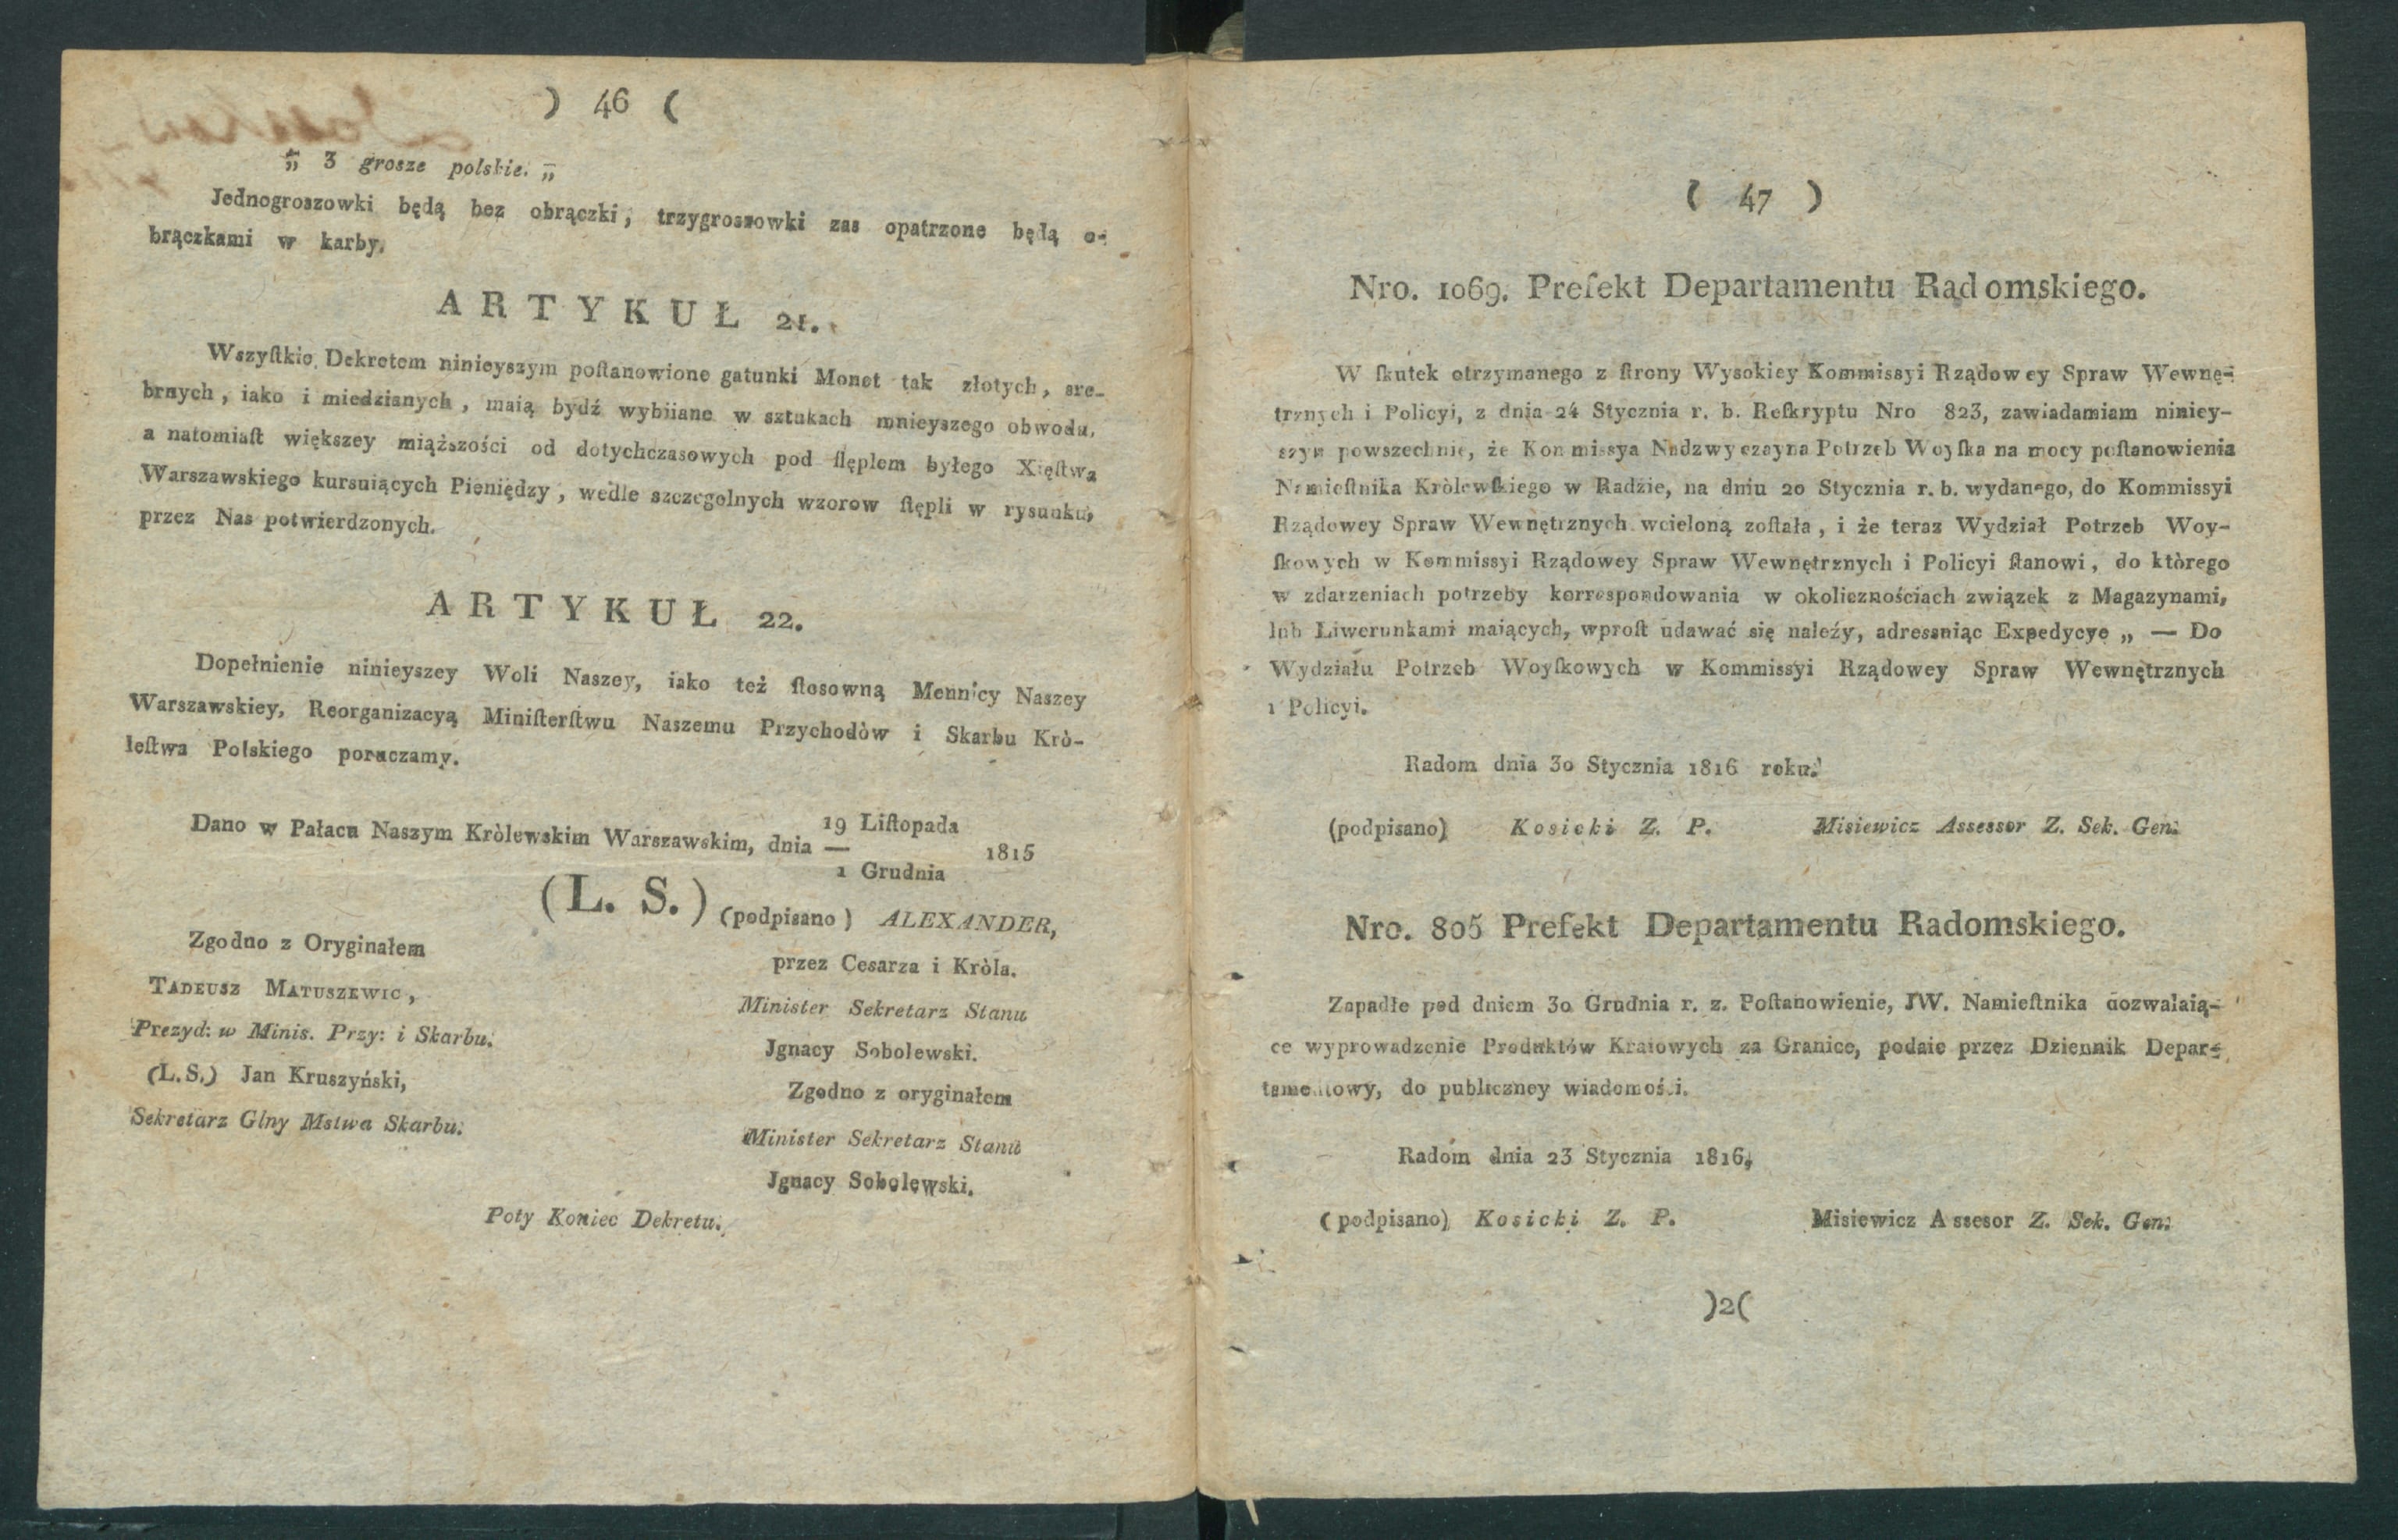 ) 46 (
„ 3 grosze polskie. „
Jednogroszowki będą bez obrączki, trzygroszowki zas opatrzone będą o-
brączkami w karby.
ARTYKUŁ 21.
Wszyſtkie Dekretem ninieyszym poſtanowione gatunki Monet tak złotych, sre-
brnych, iako i miedzianych, maią bydź wybiiane w sztukach mnieyszego obwodu,
a natomiaſt większey miąższości od dotychczasowych pod ſtęplem byłego Xięſtwa
Warszawskiego kursuiących Pieniędzy, wedle szczegolnych wzorow ſtępli w rysunku,
przez Nas potwierdzonych.
ARTYKUŁ 22.
Dopełnienie ninieyszey Woli Naszey, iako też ſtosowną Mennicy Naszey
Warszawskiey, Reorganizacyą Miniſterſtwu Naszemu Przychodòw i Skarbu Krò-
leſtwa Polskiego poruczamy.
Dano w Pałacu Naszym Kròlewskim Warszawskim, dnia 19 Liſtopada
—
1 Grudnia 1815
(L. S.) (podpisano) ALEXANDER,
przez Cesarza i Kròla.
Minister Sekretarz Stanu
Jgnacy Sobolewski.
Zgodno z oryginałem
Minister Sekretarz Stanu
Jgnacy Sobolewski.
Zgodno z Oryginałem
TADEUSZ MATUSZEWIC,
Prezyd: w Minis. Przy: i Skarbu.
(L.S.) Jan Kruszyński,
Sekretarz Glny Mstwa Skarbu.
Poty Koniec Dekretu.
( 47 )
Nro. 1069. Prefekt Departamentu Radomskiego.
W ſkutek otrzymanego z ſtrony Wysokiey Kommissyi Rządowey Spraw Wewnę-
trznych i Policyi, z dnia 24 Stycznia r. b. Reſkryptu Nro 823, zawiadamiam niniey-
szym powszechnie, że Kommissya Nadzwyczayna Potrzeb Woyſka na mocy poſtanowienia
Namieſtnika Kròlewſkiego w Radzie, na dniu 20 Stycznia r. b. wydanego, do Kommissyi
Rządowey Spraw Wewnętrznych wcieloną zoſtała, i że teraz Wydział Potrzeb Woy-
ſkowych w Kommissyi Rządowey Spraw Wewnętrznych i Policyi ſtanowi, do ktòrego
w zdarzeniach potrzeby korrespondowania w okolicznościach związek z Magazynami,
lub Liwerunkami maiących, wproſt udawać się należy, adressuiąc Expedycye „ — Do
Wydziału Potrzeb Woyſkowych w Kommissyi Rządowey Spraw Wewnętrznych
i Policyi.
Radom dnia 30 Stycznia 1816 roku.
(podpisano) Kosicki Z. P. Misiewicz Assessor Z. Sek. Gen:
Nro. 805 Prefekt Departamentu Radomskiego.
Zapadłe pod dniem 30 Grudnia r. z. Poſtanowienie, JW. Namieſtnika dozwalaią-
ce wyprowadzenie Produktów Kraiowych za Granice, podaie przez Dziennik Depar-
tamentowy, do publiczney wiadomości.
Radom dnia 23 Stycznia 1816.
(podpisano) Kosicki Z. P. Misiewicz Assesor Z. Sek. Gen:
)2(